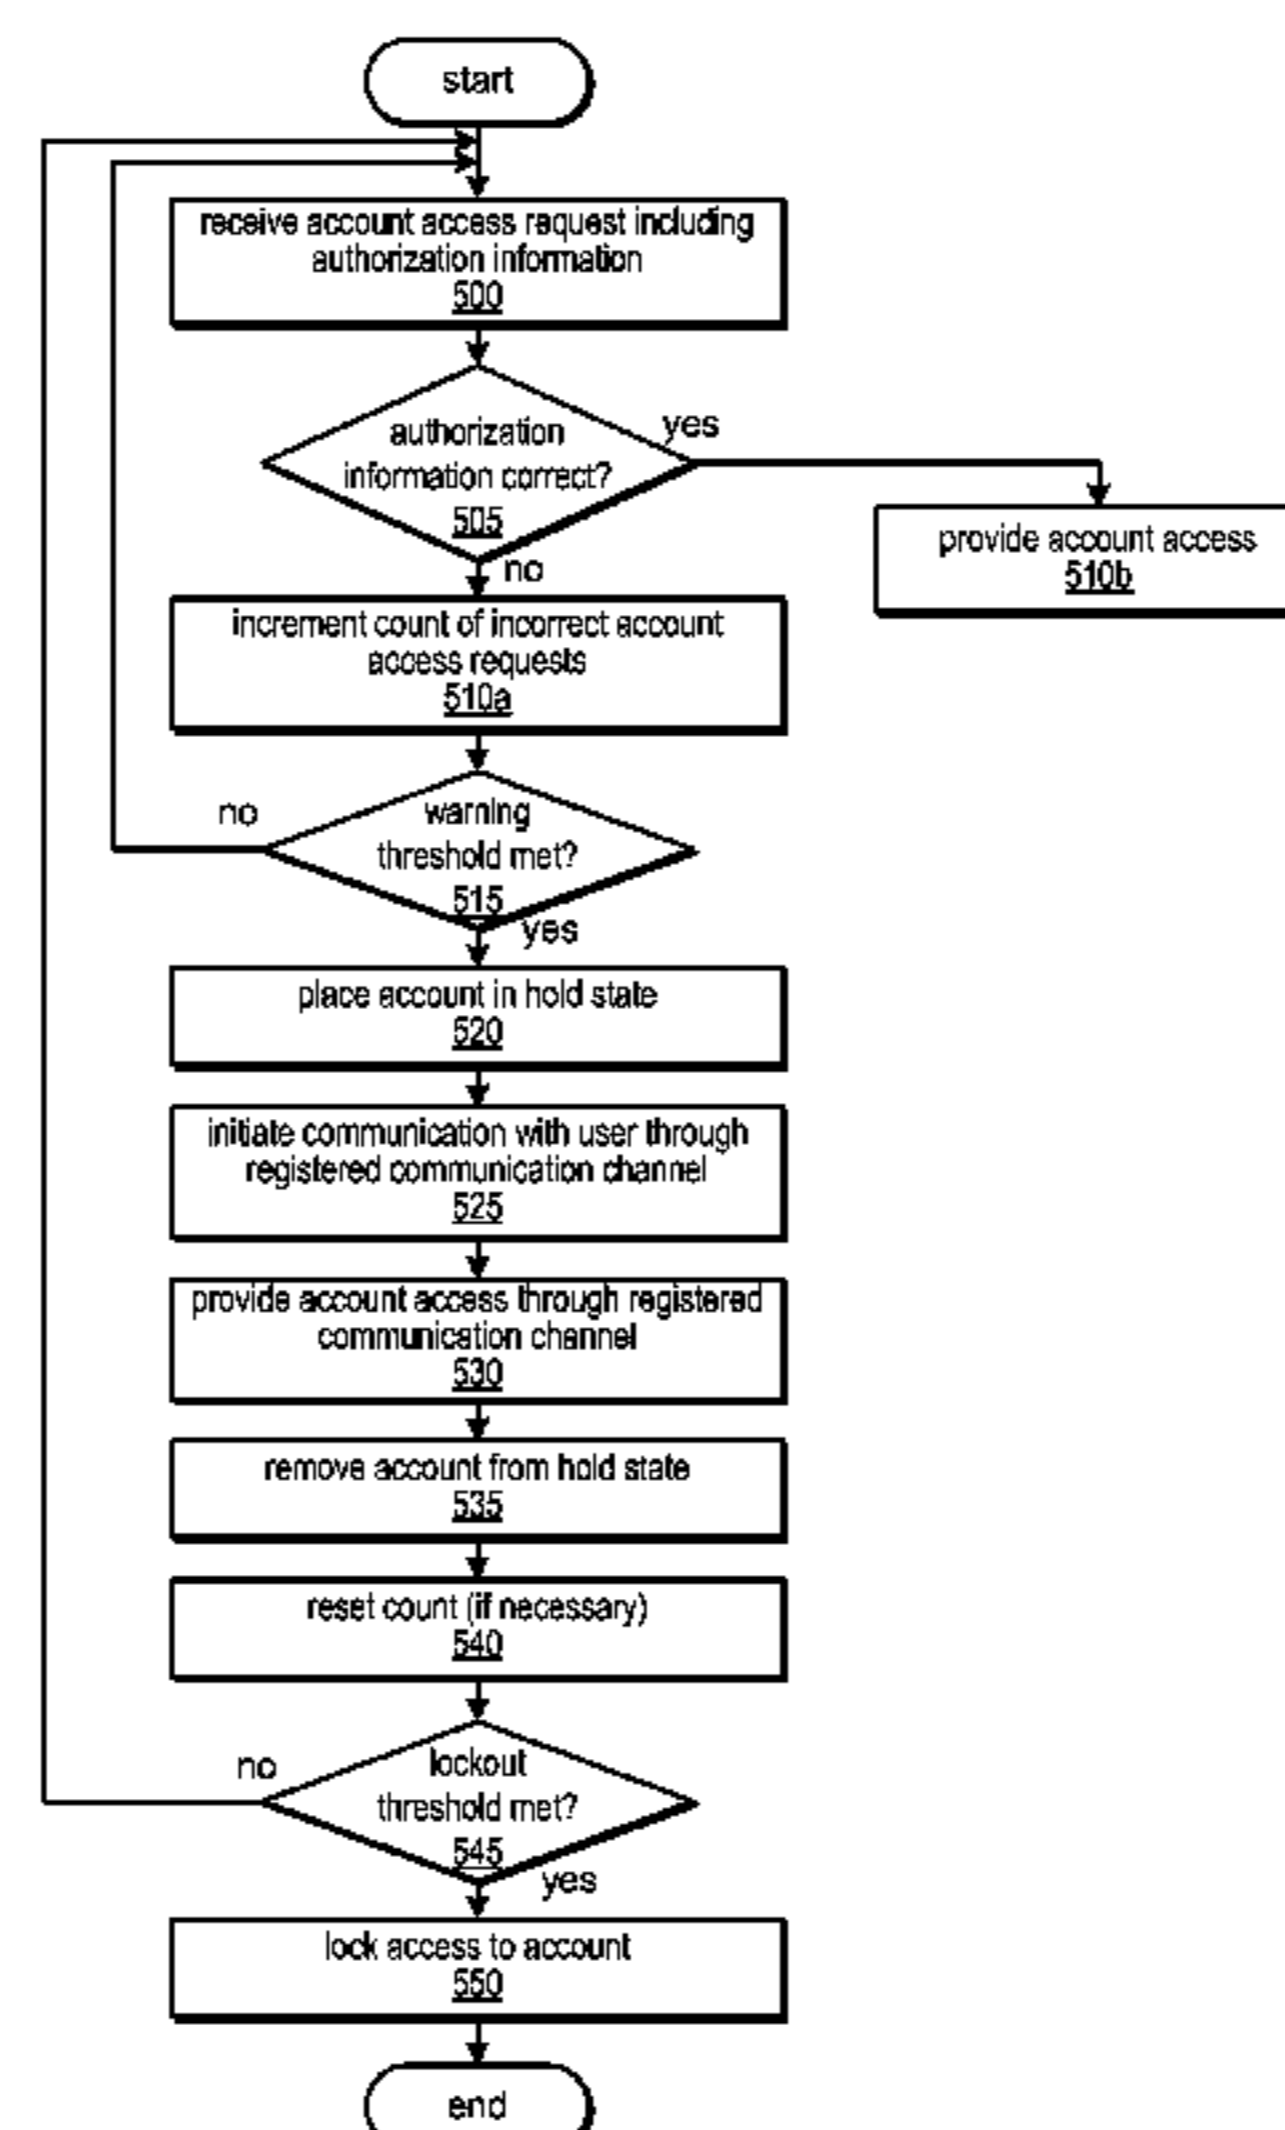 start
receive account access request including
authorization information
500
authorization
information correct?
505
yes
no
provide account access
510b
increment count of incorrect account
access requests
510a
warning
threshold met?
515
no
yes
place account in hold state
520
initiate communication with user through
registered communication channel
525
provide account access through registered
communication channel
530
remove account from hold state
535
reset count (if necessary)
540
lockout
threshold met?
545
no
yes
lock access to account
550
end